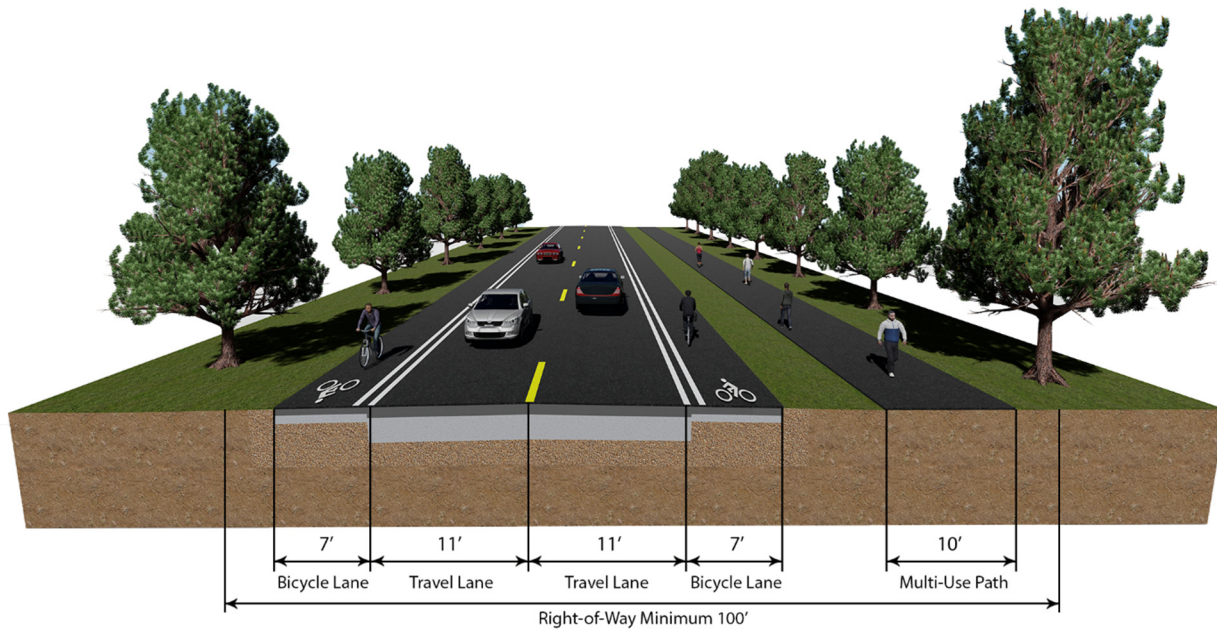 7’ 11’ 11’ 7’ 10’
Bicycle Lane Travel Lane Travel Lane Bicycle Lane Multi-Use Path
Right-of-Way Minimum 100’